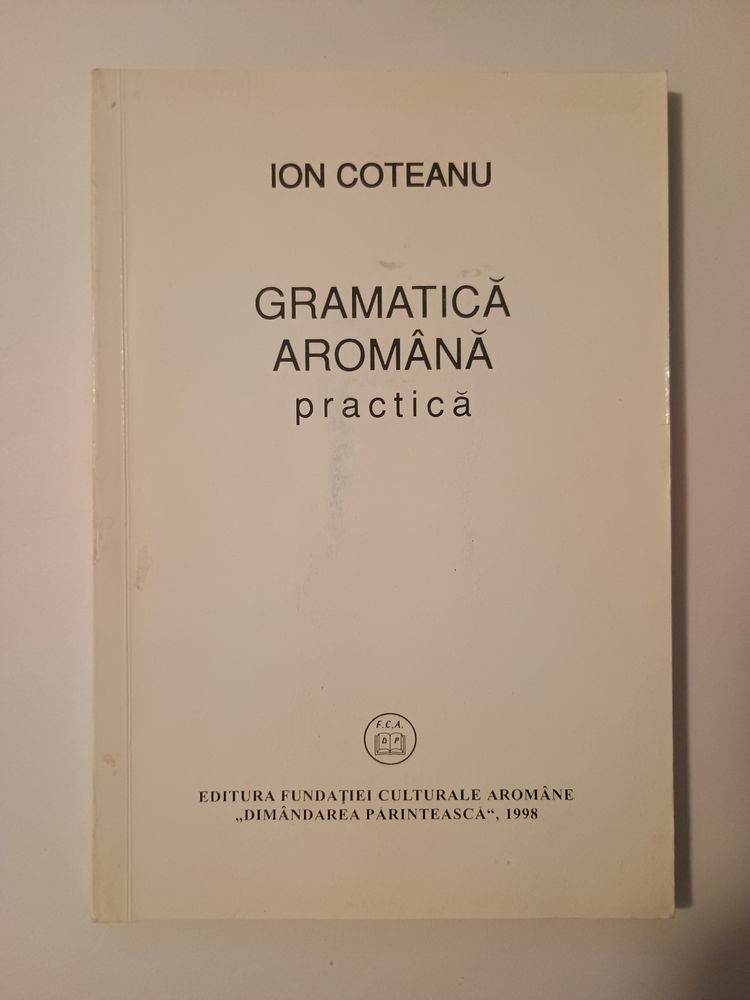 ION COTEANU
GRAMATICĂ
AROMÂNĂ
practică
F.C.A.
D P
EDITURA FUNDAŢIEI CULTURALE AROMÂNE
„DIMÂNDAREA PĂRINTEASCĂ“, 1998